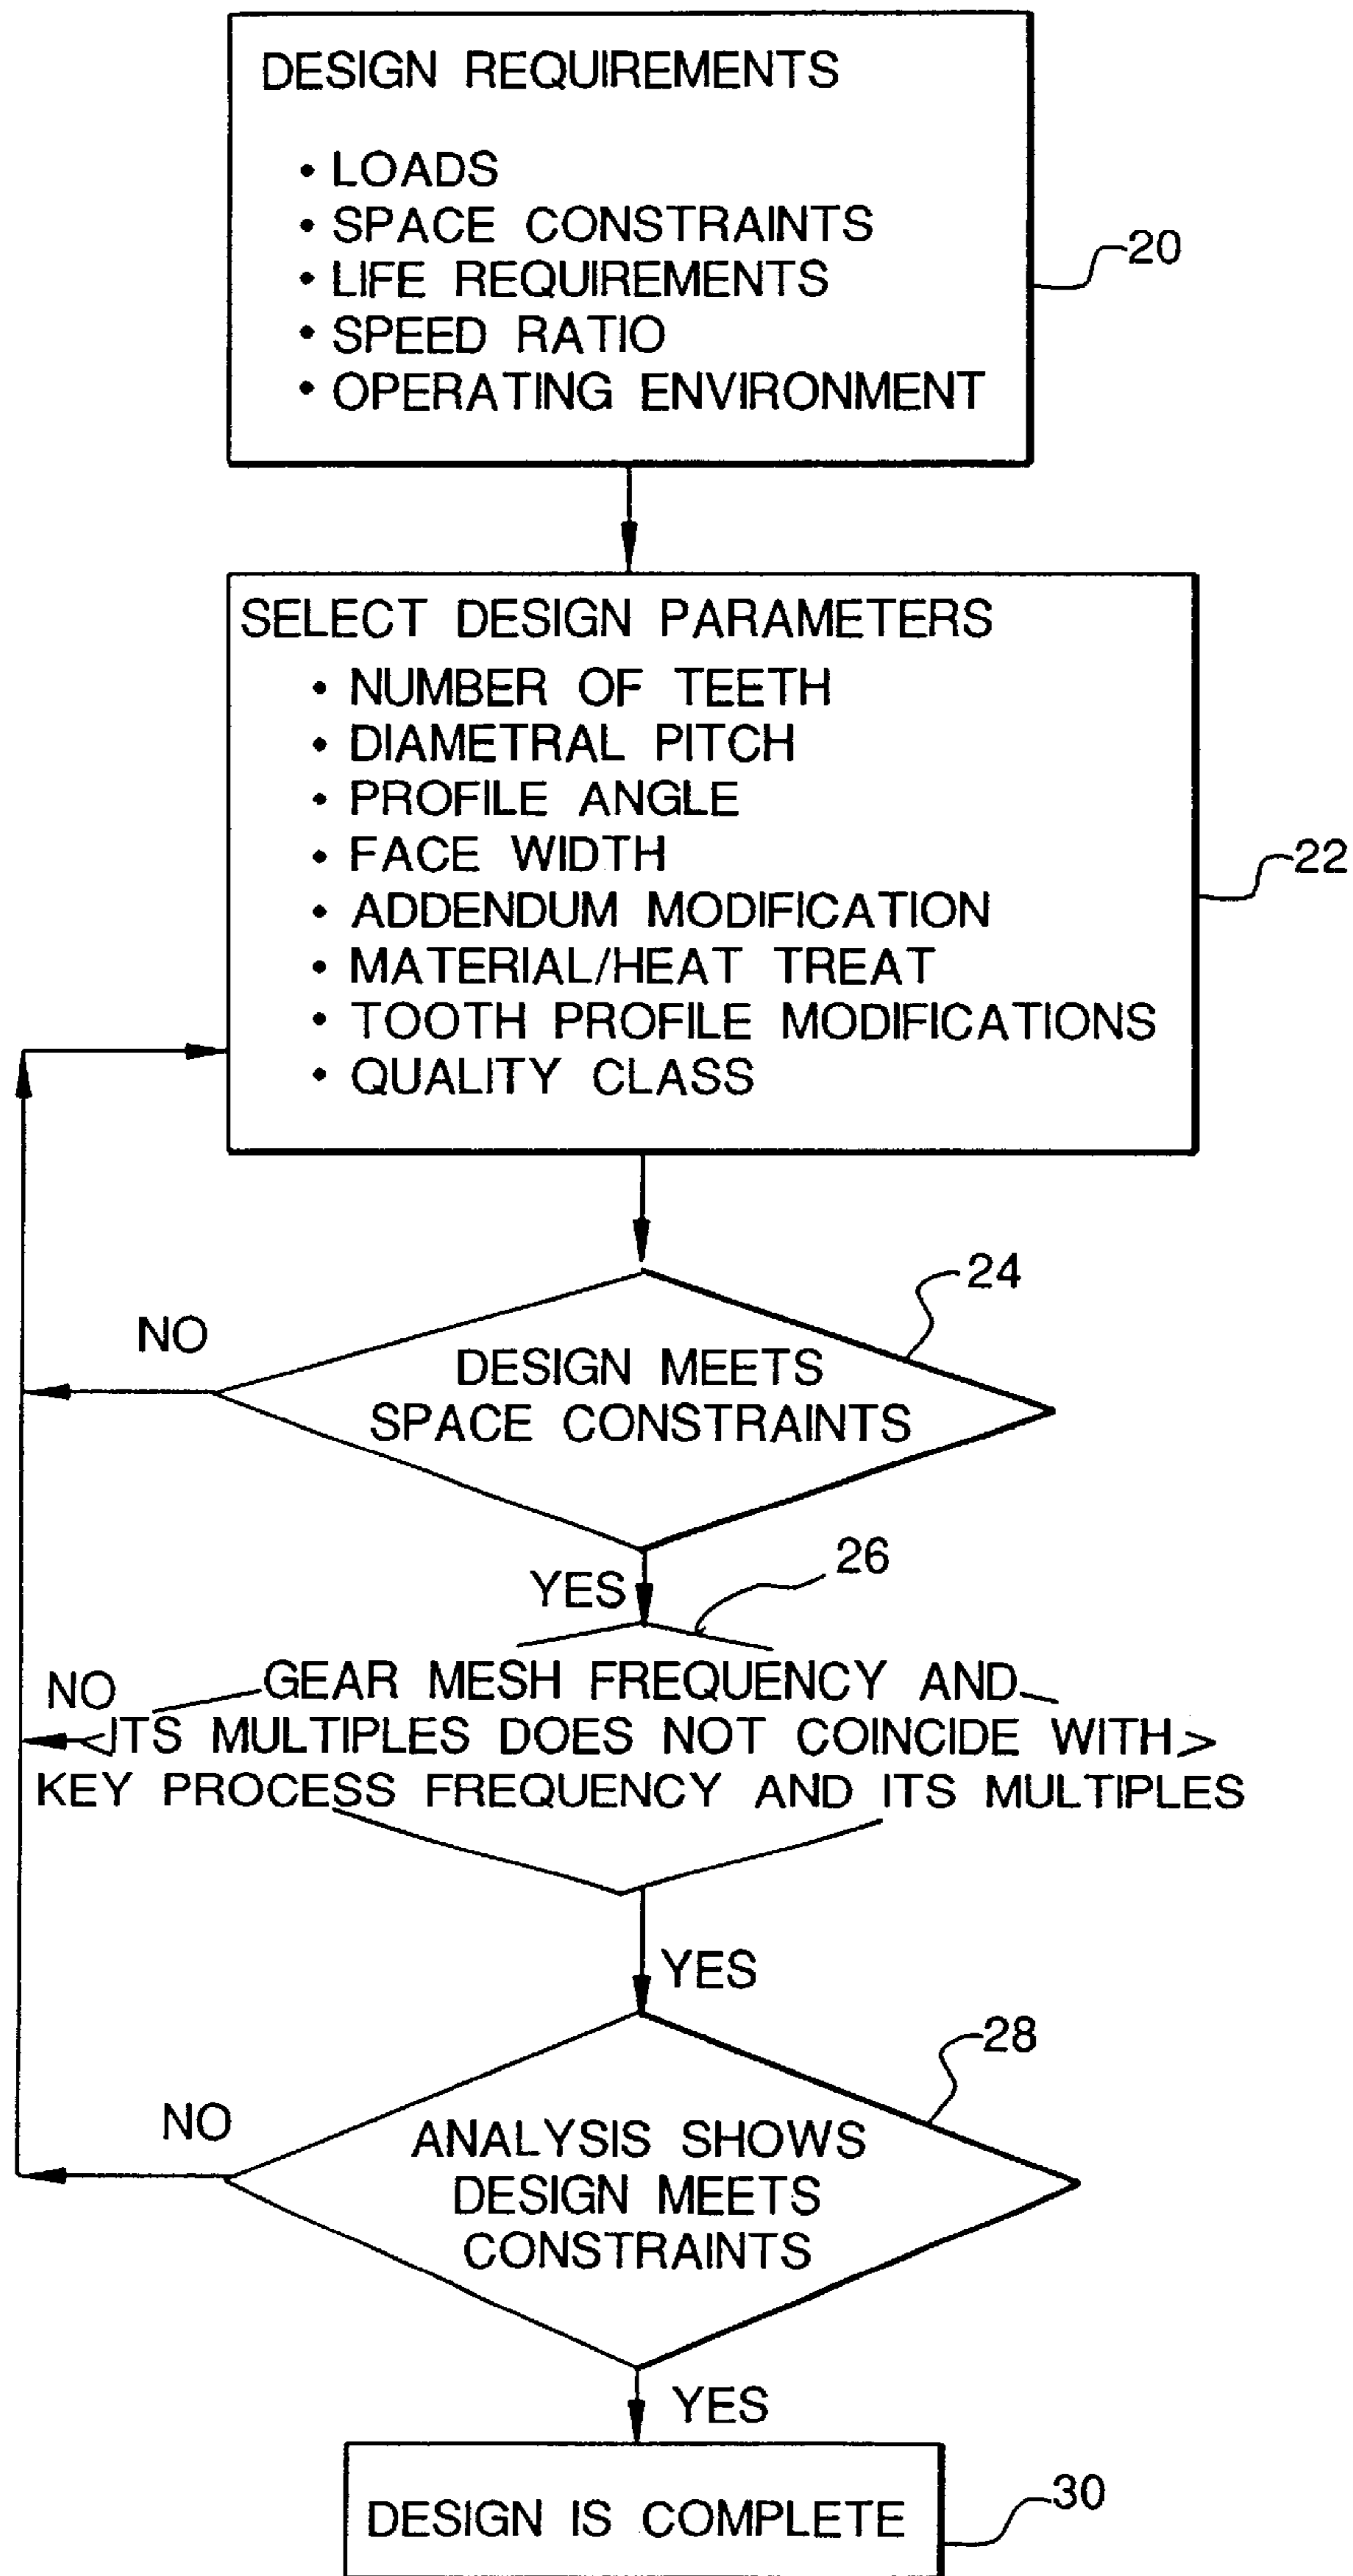 DESIGN REQUIREMENTS
• LOADS
• SPACE CONSTRAINTS
• LIFE REQUIREMENTS
• SPEED RATIO
• OPERATING ENVIRONMENT
20
SELECT DESIGN PARAMETERS
• NUMBER OF TEETH
• DIAMETRAL PITCH
• PROFILE ANGLE
• FACE WIDTH
• ADDENDUM MODIFICATION
• MATERIAL/HEAT TREAT
• TOOTH PROFILE MODIFICATIONS
• QUALITY CLASS
22
24
NO
DESIGN MEETS
SPACE CONSTRAINTS
YES
26
NO
GEAR MESH FREQUENCY AND
ITS MULTIPLES DOES NOT COINCIDE WITH
KEY PROCESS FREQUENCY AND ITS MULTIPLES
YES
28
NO
ANALYSIS SHOWS
DESIGN MEETS
CONSTRAINTS
YES
DESIGN IS COMPLETE
30